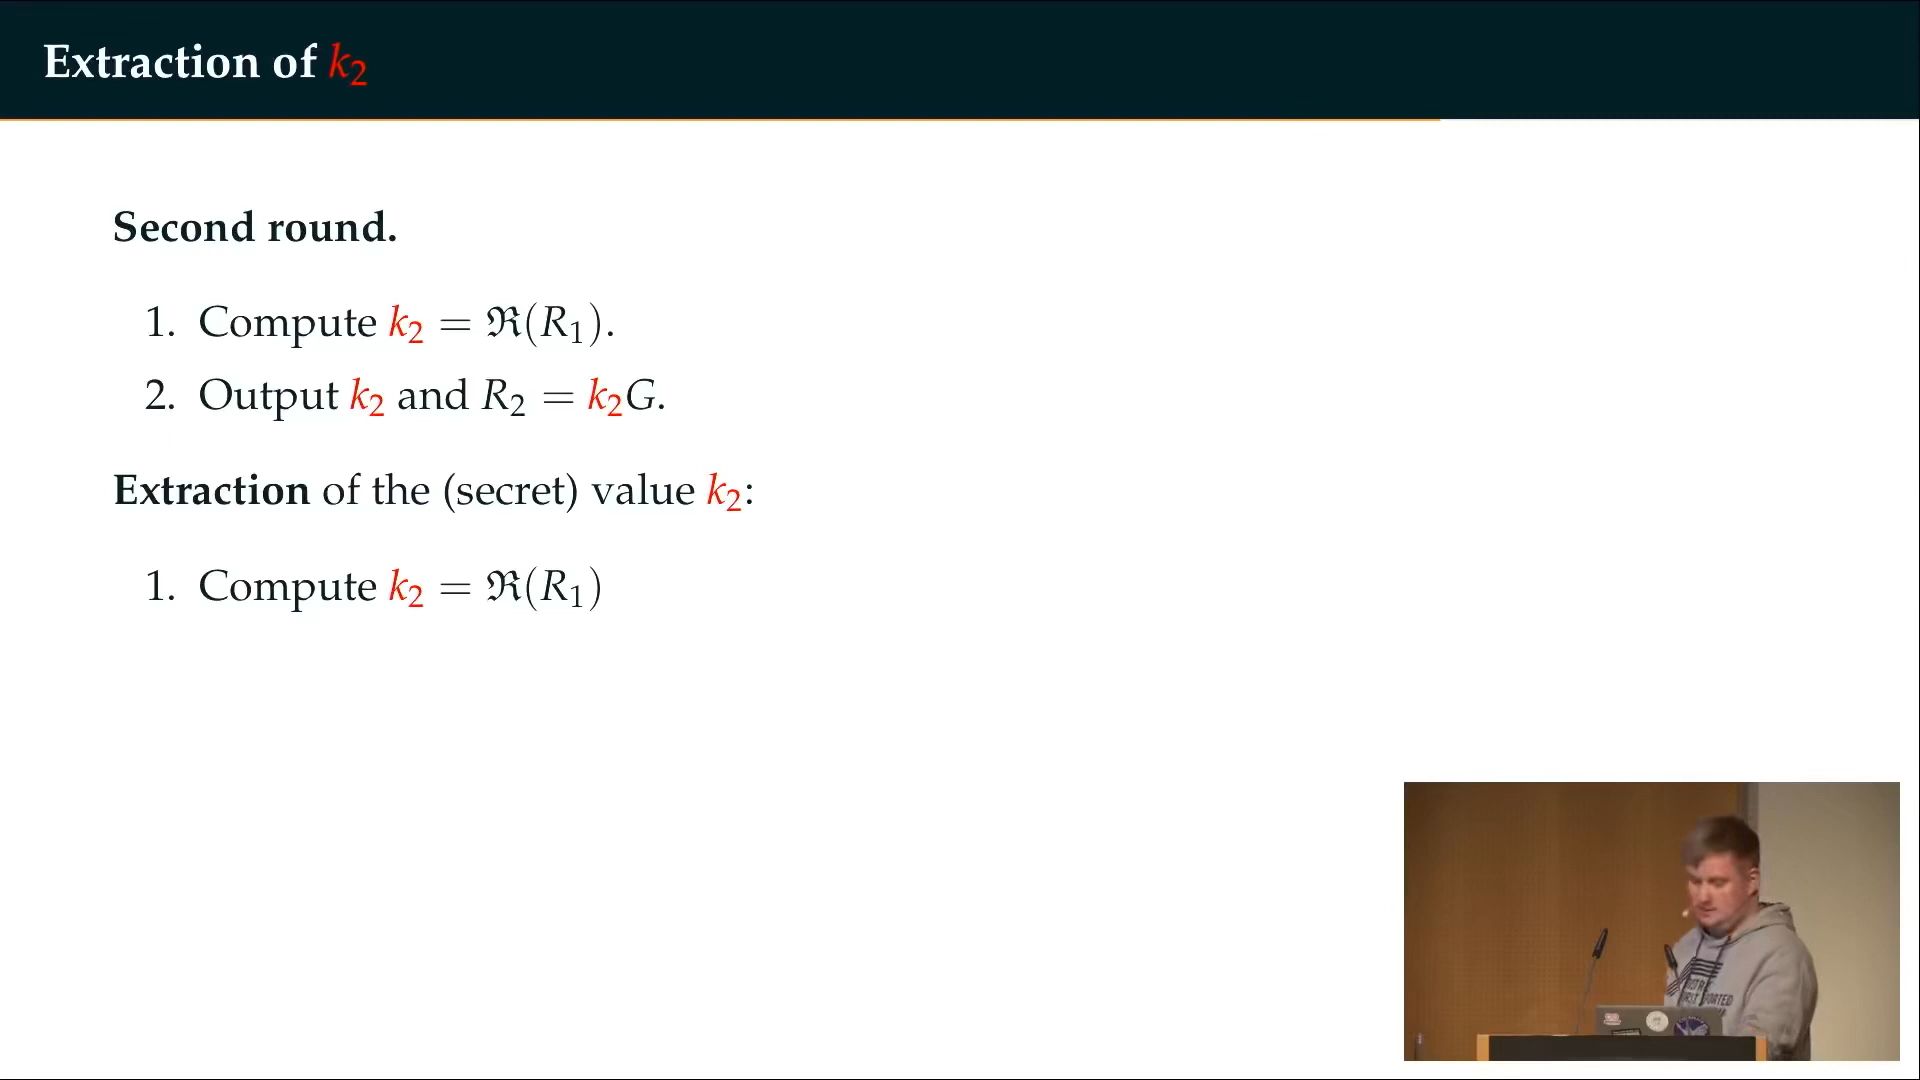 Extraction of k₂
Second round.
1. Compute k₂ = ℜ(R₁).
2. Output k₂ and R₂ = k₂G.
Extraction of the (secret) value k₂:
1. Compute k₂ = ℜ(R₁)